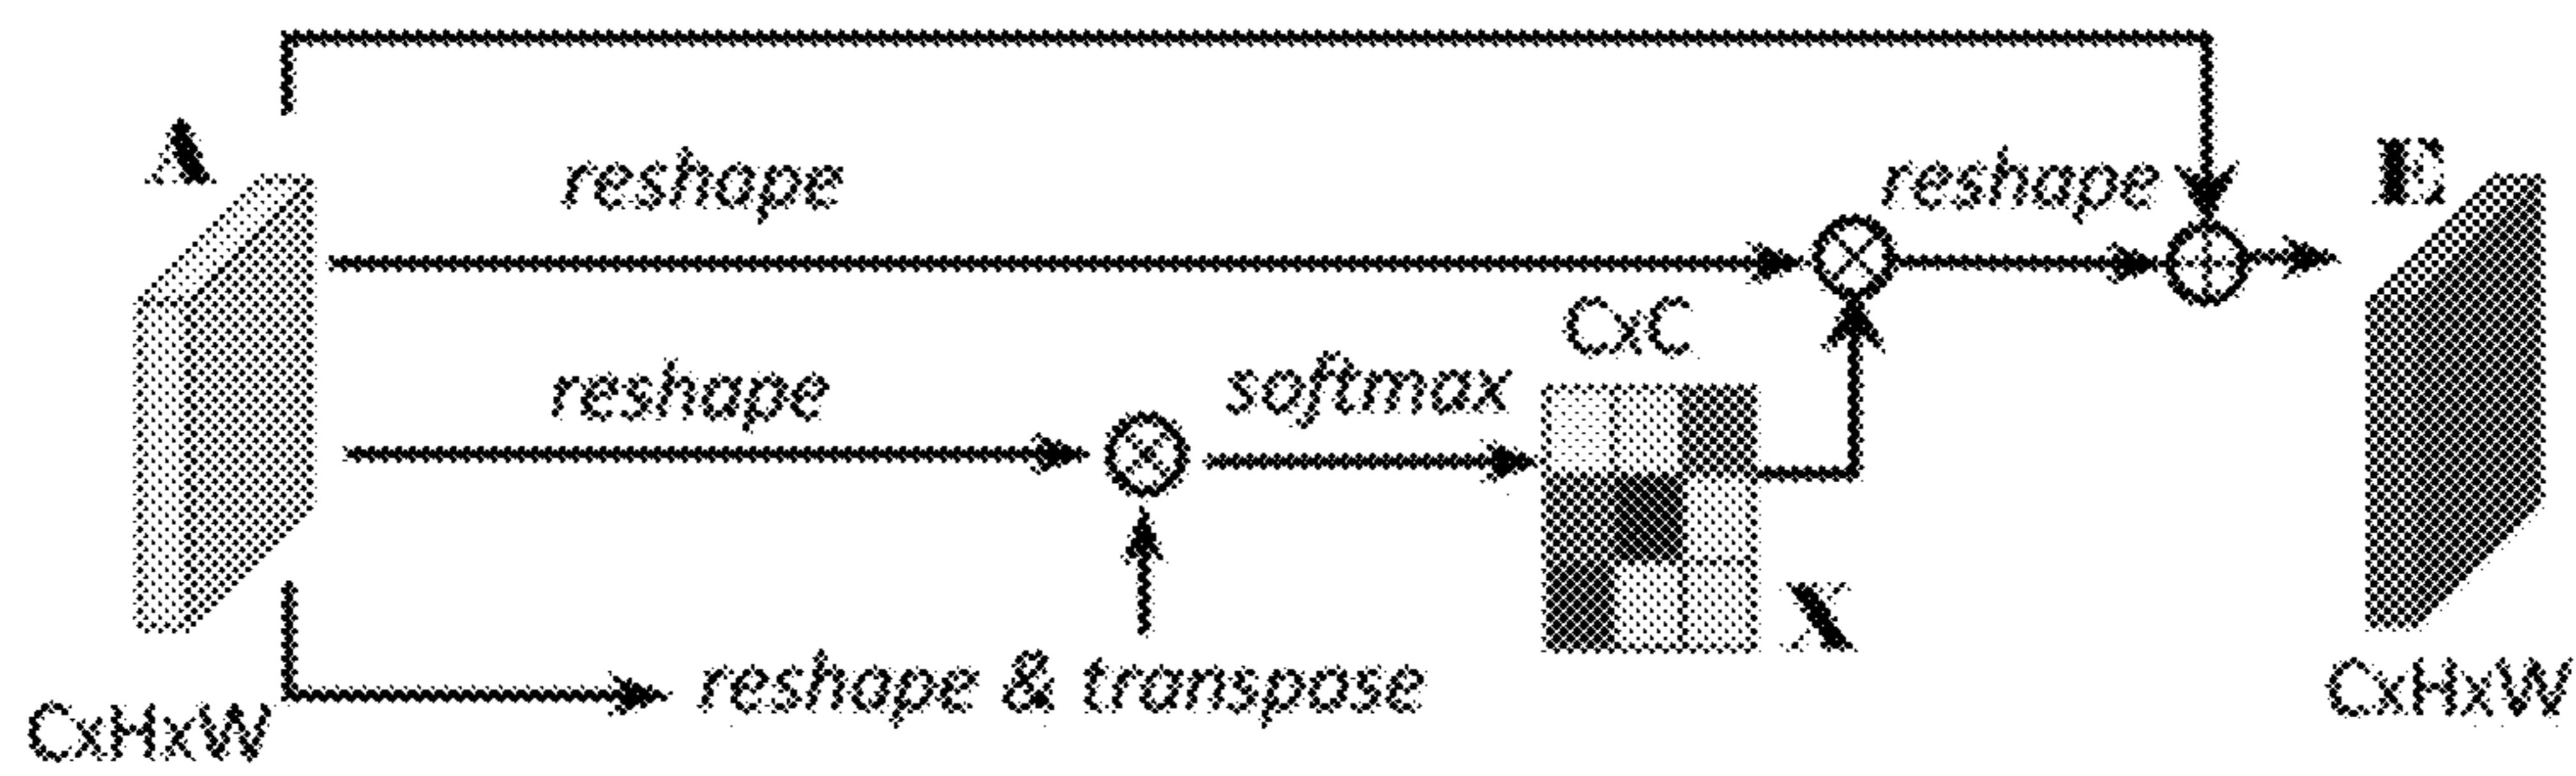 A
reshape
reshape
E
CxC
reshape
softmax
X
reshape & transpose
CxHxW
CxHxW